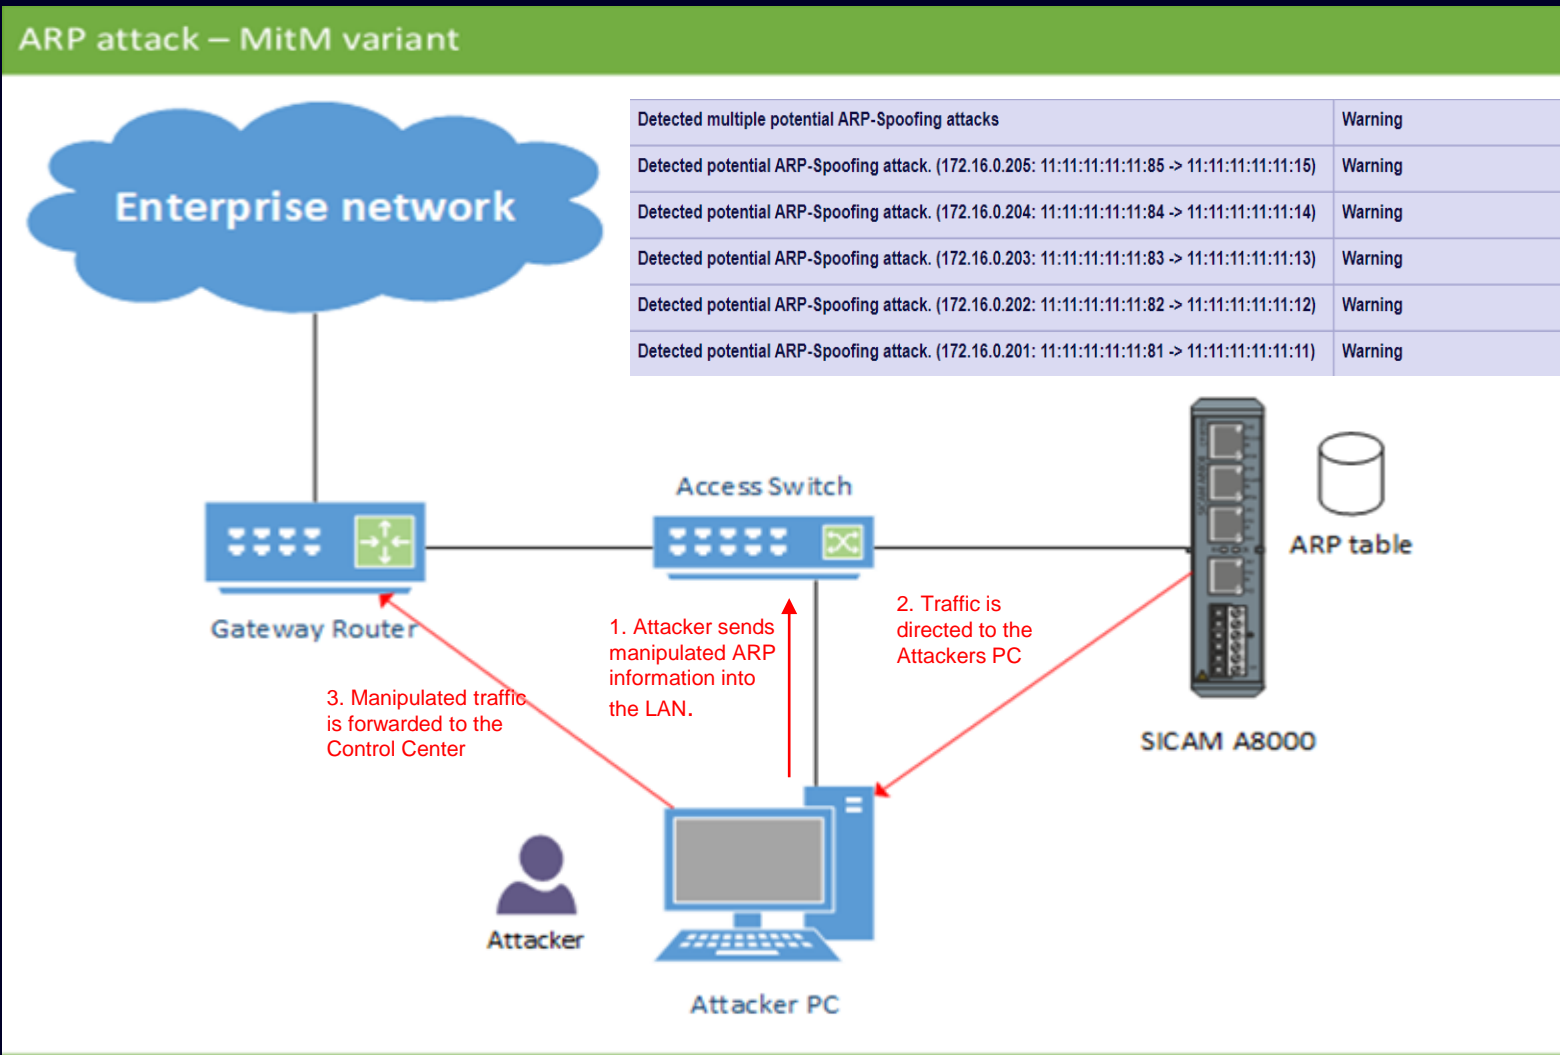 ARP attack – MitM variant
Detected multiple potential ARP-Spoofing attacks Warning
Detected potential ARP-Spoofing attack. (172.16.0.205: 11:11:11:11:11:85 -> 11:11:11:11:11:15) Warning
Detected potential ARP-Spoofing attack. (172.16.0.204: 11:11:11:11:11:84 -> 11:11:11:11:11:14) Warning
Detected potential ARP-Spoofing attack. (172.16.0.203: 11:11:11:11:11:83 -> 11:11:11:11:11:13) Warning
Detected potential ARP-Spoofing attack. (172.16.0.202: 11:11:11:11:11:82 -> 11:11:11:11:11:12) Warning
Detected potential ARP-Spoofing attack. (172.16.0.201: 11:11:11:11:11:81 -> 11:11:11:11:11:11) Warning
Enterprise network
Access Switch
ARP table
Gateway Router
1. Attacker sends
manipulated ARP
information into
the LAN.
2. Traffic is
directed to the
Attackers PC
3. Manipulated traffic
is forwarded to the
Control Center
SICAM A8000
Attacker
Attacker PC